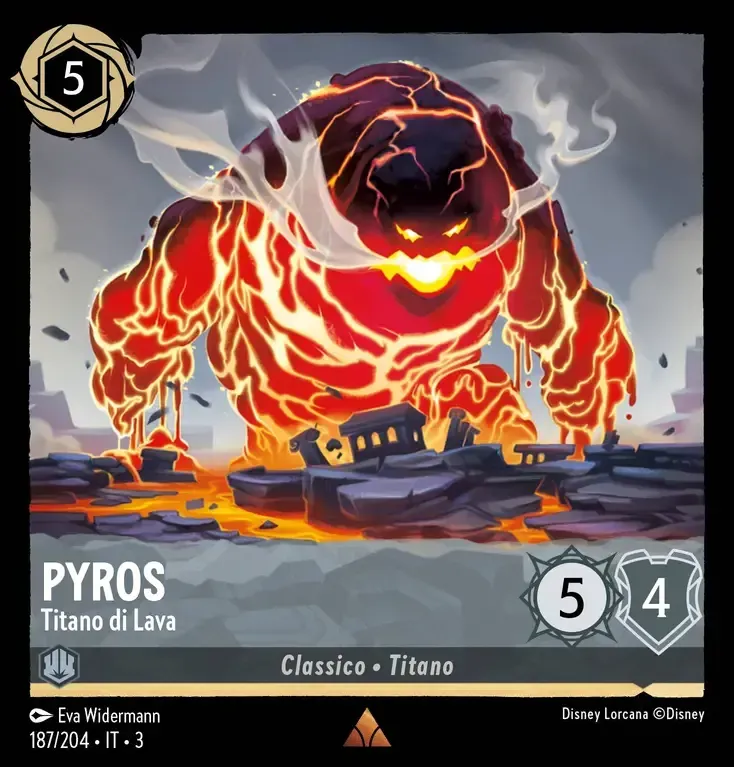 5
PYROS
Titano di Lava
5 4
Classico • Titano
Eva Widermann
Disney Lorcana ©Disney
187/204 • IT • 3